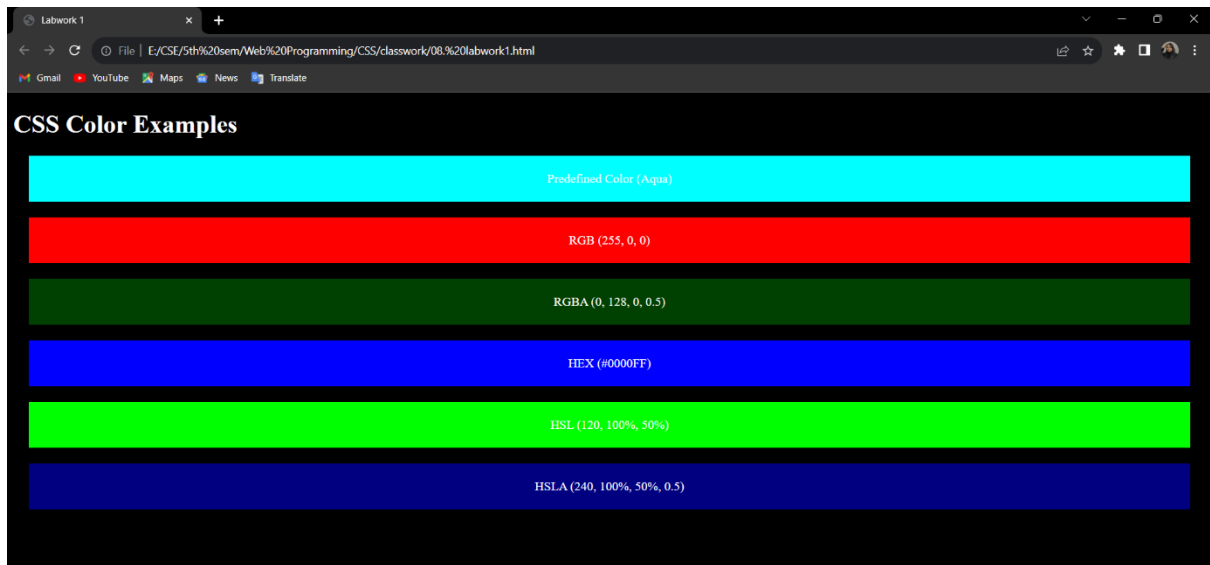 Labwork 1
File | E:/CSE/5th%20sem/Web%20Programming/CSS/classwork/08.%20labwork1.html
Gmail YouTube Maps News Translate
CSS Color Examples
Predefined Color (Aqua)
RGB (255, 0, 0)
RGBA (0, 128, 0, 0.5)
HEX (#0000FF)
HSL (120, 100%, 50%)
HSLA (240, 100%, 50%, 0.5)